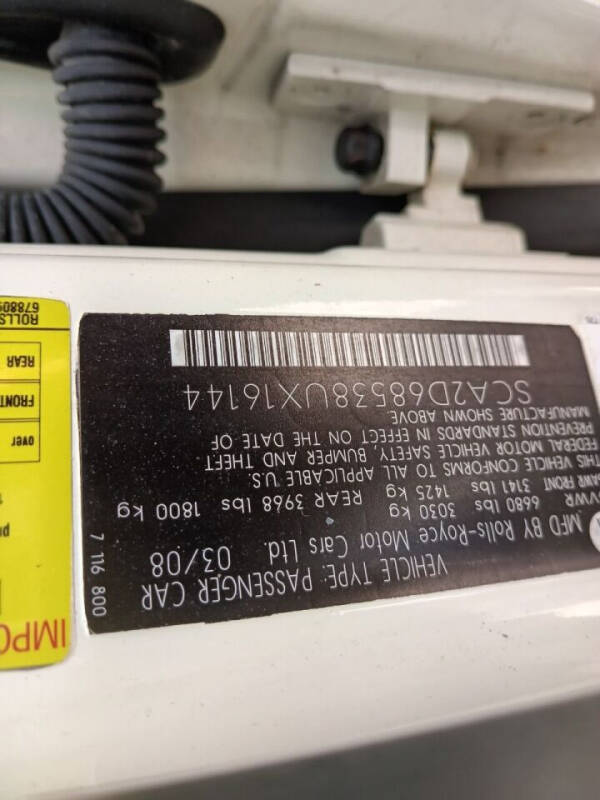 VEHICLE TYPE: PASSENGER CAR
MFD BY Rolls-Royce Motor Cars Ltd. 03/08
VWR 6680 lbs 3030 kg
GAWR FRONT 3141 lbs 1425 kg REAR 3968 lbs 1800 kg
THIS VEHICLE CONFORMS TO ALL APPLICABLE U.S.
FEDERAL MOTOR VEHICLE SAFETY, BUMPER AND THEFT
PREVENTION STANDARDS IN EFFECT ON THE DATE OF
MANUFACTURE SHOWN ABOVE.
SCA2D68538UX16144
7 116 800
over
FRONT
REAR
ROLLS